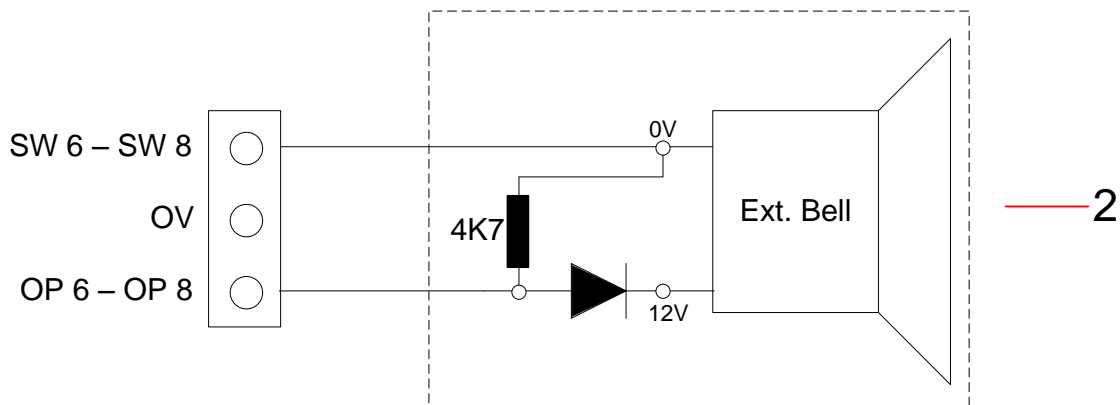 SW 6 – SW 8
0V
OV
Ext. Bell
2
4K7
OP 6 – OP 8
12V